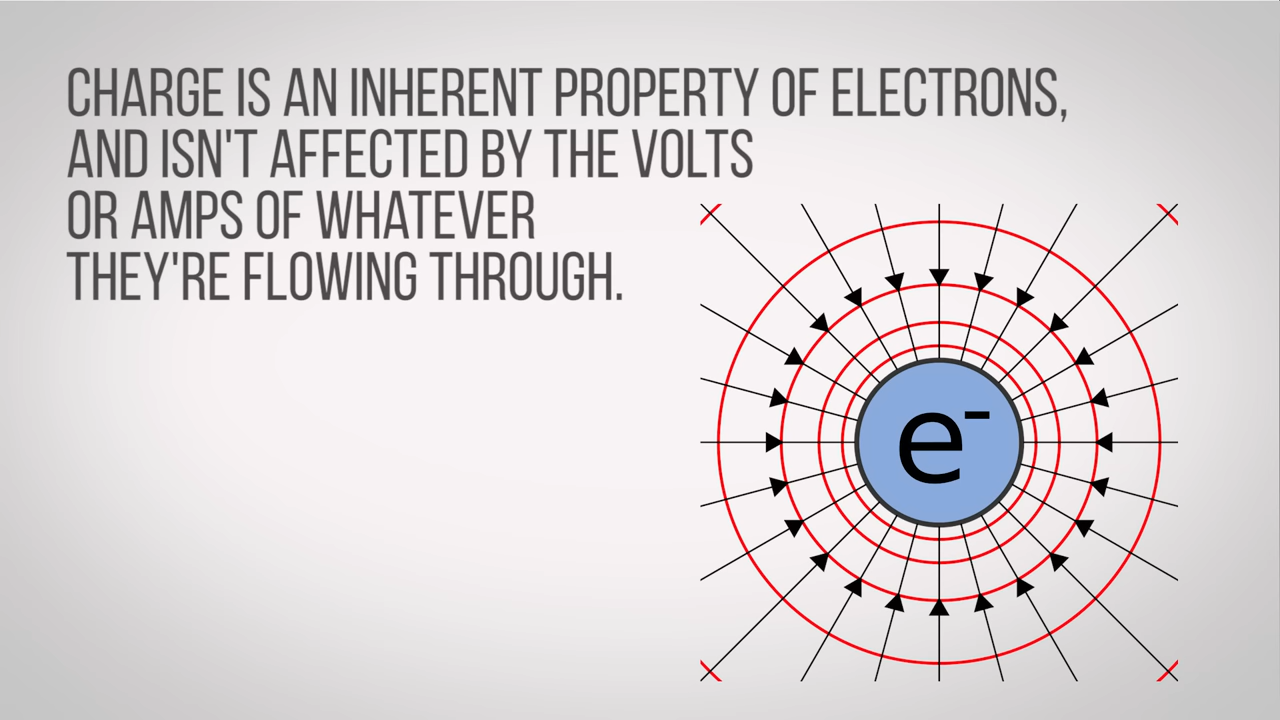 CHARGE IS AN INHERENT PROPERTY OF ELECTRONS,
AND ISN'T AFFECTED BY THE VOLTS
OR AMPS OF WHATEVER
THEY'RE FLOWING THROUGH.
e⁻